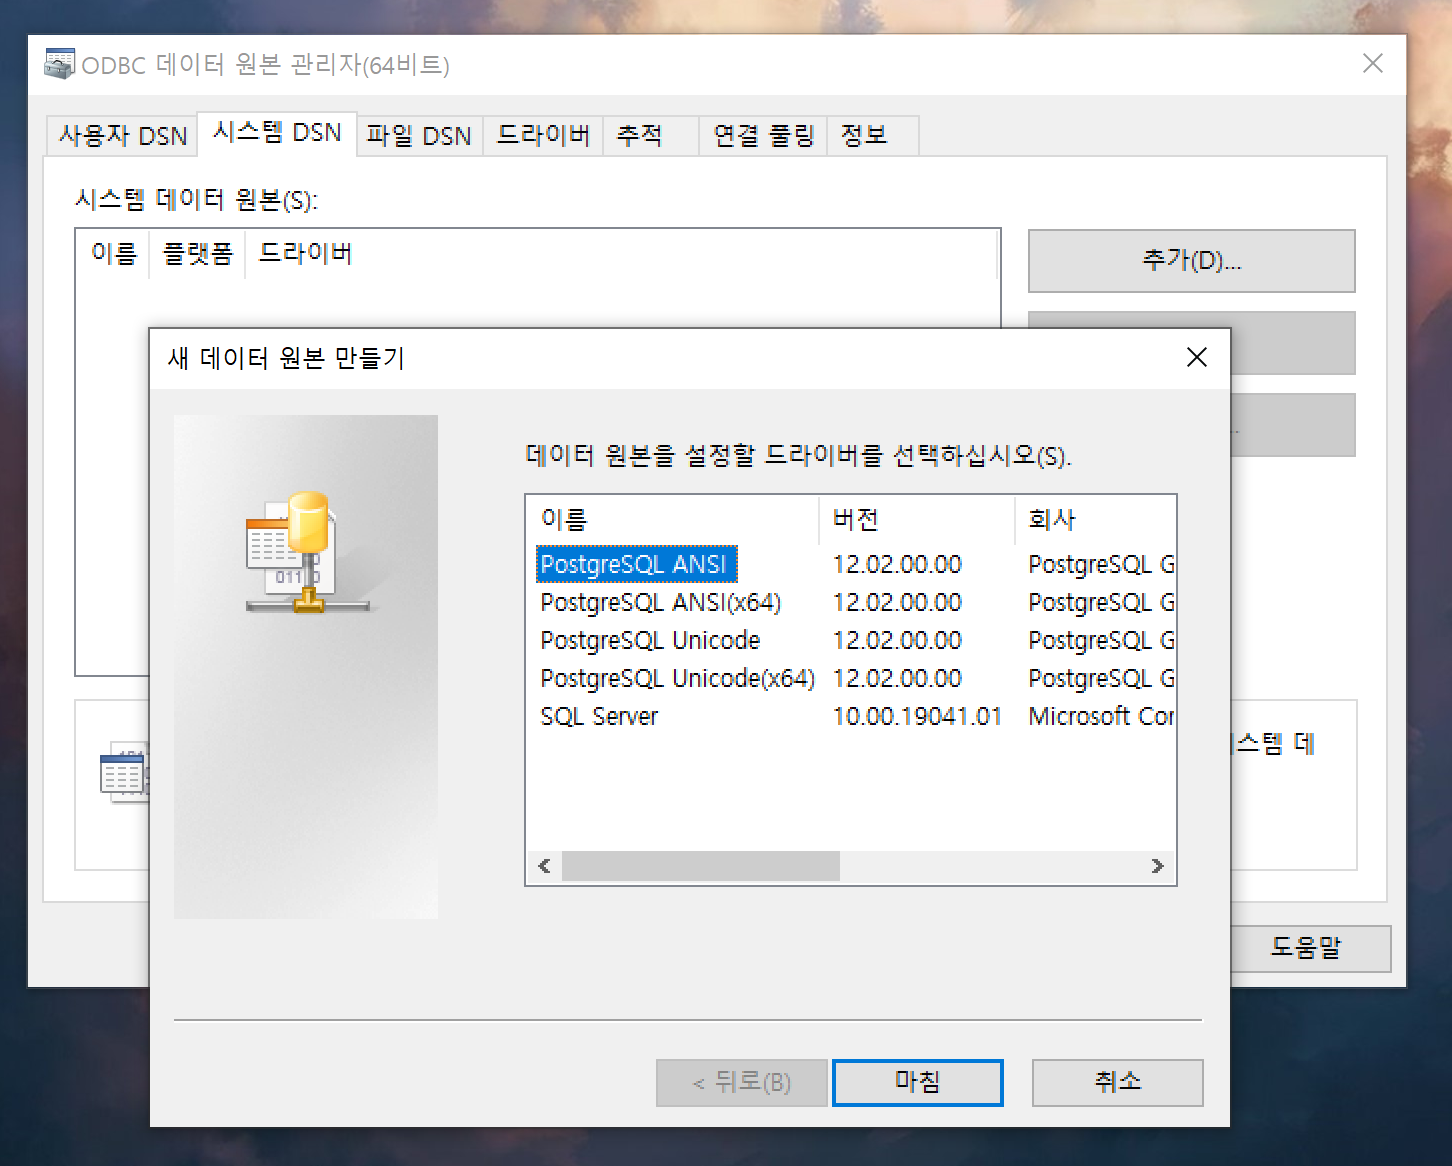 ODBC 데이터 원본 관리자(64비트)
사용자 DSN 시스템 DSN 파일 DSN 드라이버 추적 연결 풀링 정보
시스템 데이터 원본(S):
이름 플랫폼 드라이버
추가(D)...
새 데이터 원본 만들기
데이터 원본을 설정할 드라이버를 선택하십시오(S).
이름 버전 회사
PostgreSQL ANSI 12.02.00.00 PostgreSQL G
PostgreSQL ANSI(x64) 12.02.00.00 PostgreSQL G
PostgreSQL Unicode 12.02.00.00 PostgreSQL G
PostgreSQL Unicode(x64) 12.02.00.00 PostgreSQL G
SQL Server 10.00.19041.01 Microsoft Cor
시스템 데
도움말
< 뒤로(B) 마침 취소